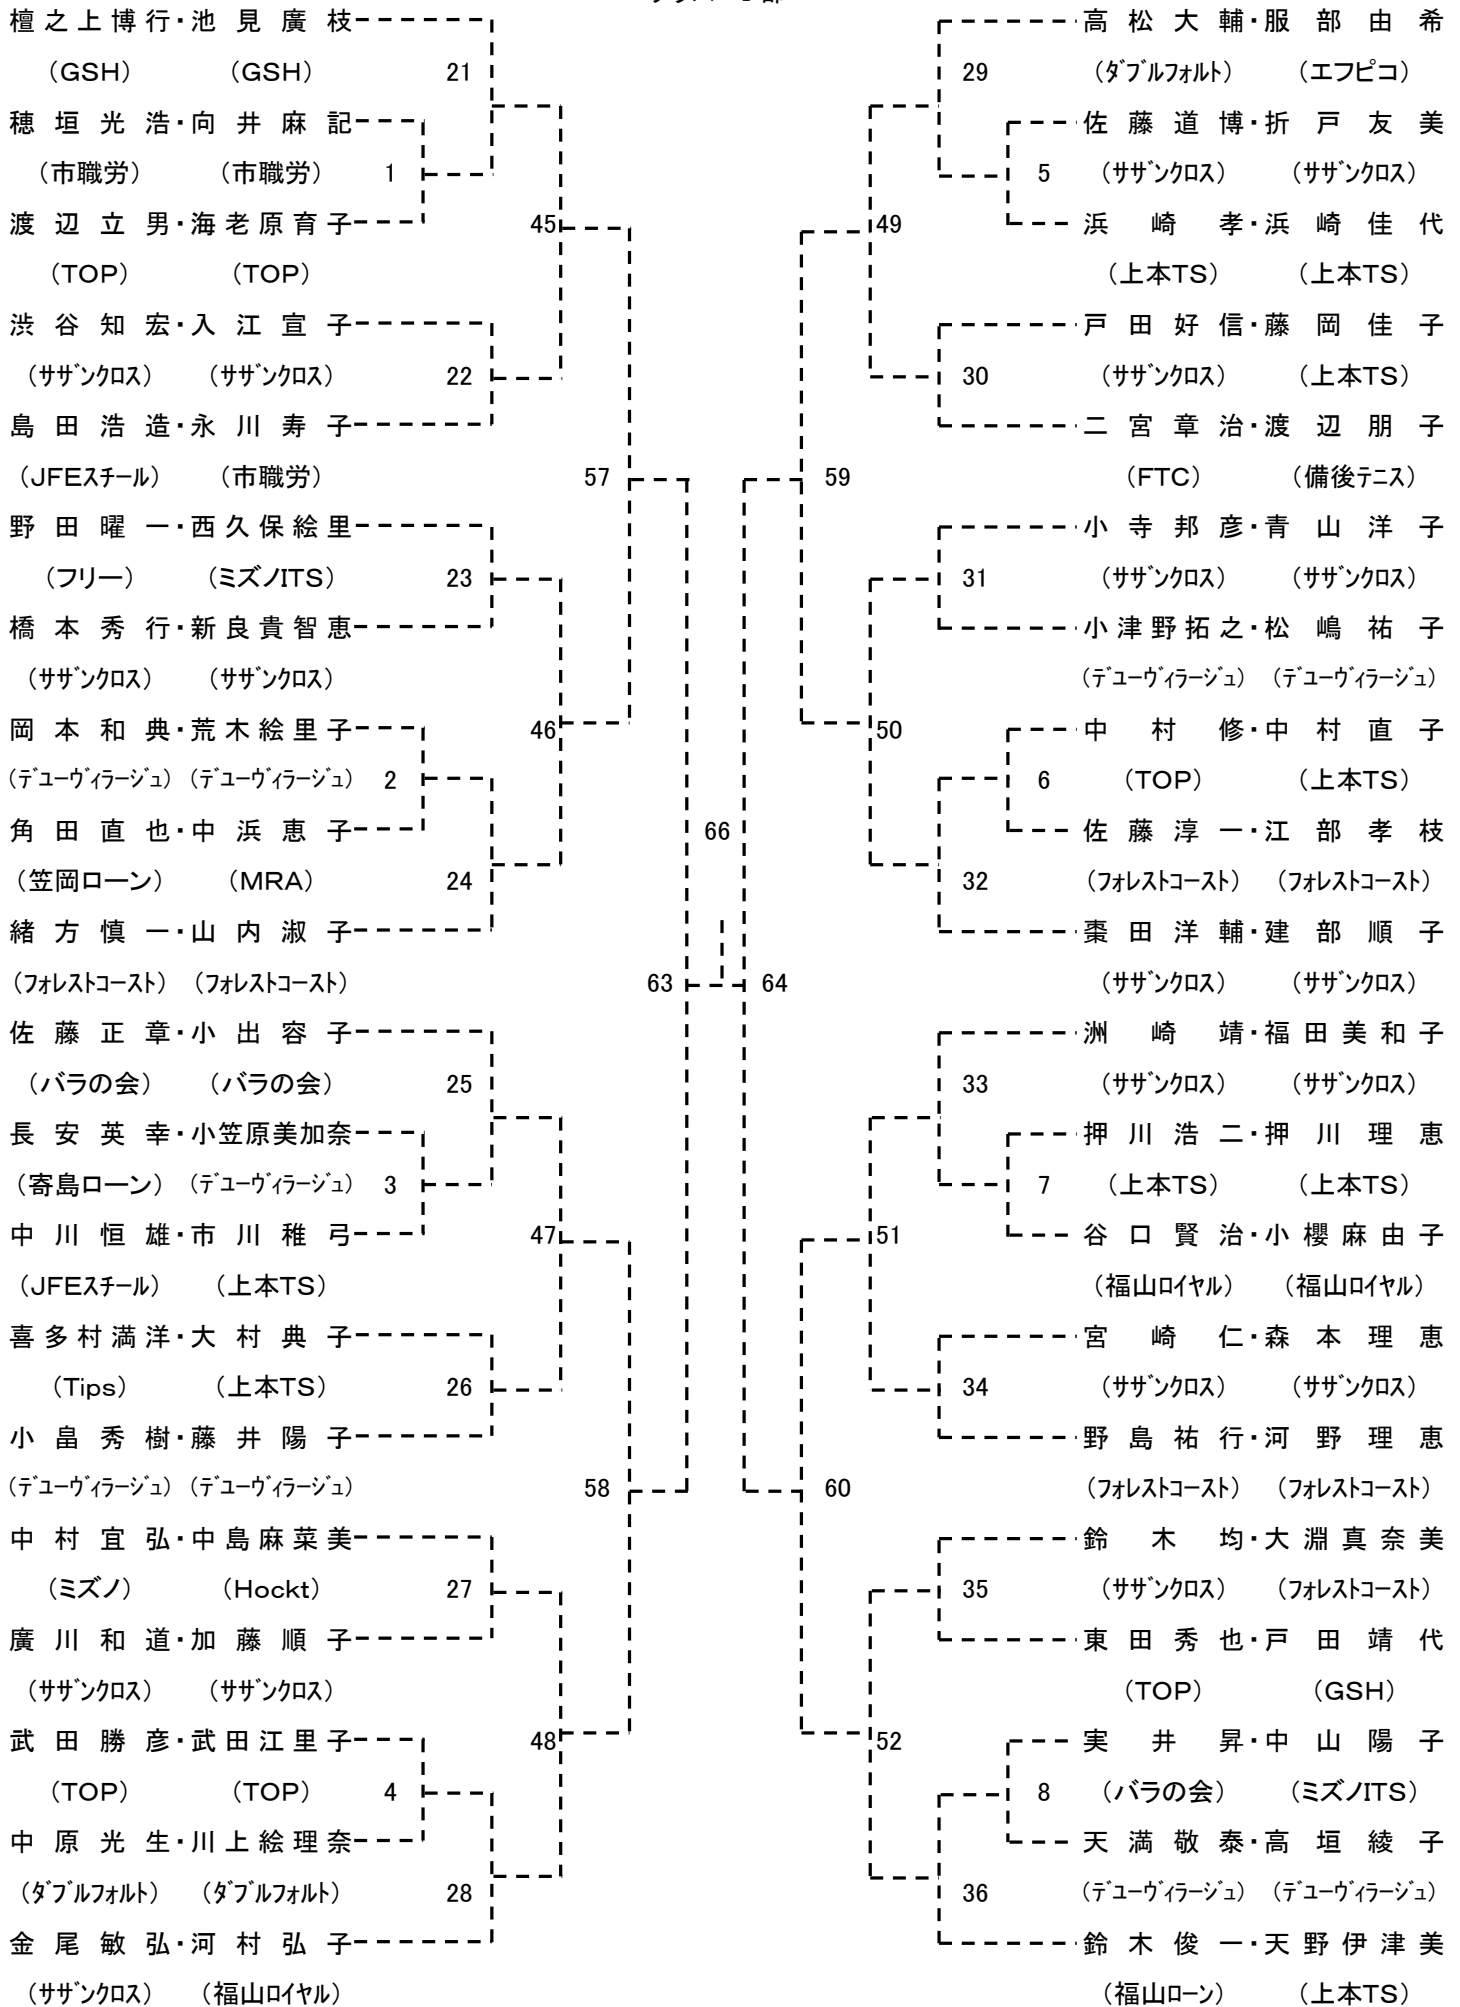 檀之上博行・池見廣枝
（GSH） （GSH） 21
穂垣光浩・向井麻記
（市職労） （市職労） 1
渡辺立男・海老原育子 45
（TOP） （TOP）
渋谷知宏・入江宣子
（ｻｻﾞﾝｸﾛｽ） （ｻｻﾞﾝｸﾛｽ） 22
島田浩造・永川寿子
（JFEｽﾁｰﾙ） （市職労） 57
野田曜一・西久保絵里
（フリー） （ミズノITS） 23
橋本秀行・新良貴智恵
（ｻｻﾞﾝｸﾛｽ） （ｻｻﾞﾝｸﾛｽ）
岡本和典・荒木絵里子 46
（ﾃﾞﾕｰｳﾞｨﾗｰｼﾞｭ） （ﾃﾞﾕｰｳﾞｨﾗｰｼﾞｭ） 2
角田直也・中浜恵子 66
（笠岡ローン） （MRA） 24
緒方慎一・山内淑子
（ﾌｫﾚｽﾄｺｰｽﾄ） （ﾌｫﾚｽﾄｺｰｽﾄ） 63 64
佐藤正章・小出容子
（バラの会） （バラの会） 25
長安英幸・小笠原美加奈
（寄島ローン） （ﾃﾞﾕｰｳﾞｨﾗｰｼﾞｭ） 3
中川恒雄・市川稚弓 47
（JFEｽﾁｰﾙ） （上本TS）
喜多村満洋・大村典子
（Tips） （上本TS） 26
小畠秀樹・藤井陽子
（ﾃﾞﾕｰｳﾞｨﾗｰｼﾞｭ） （ﾃﾞﾕｰｳﾞｨﾗｰｼﾞｭ） 58
中村宜弘・中島麻菜美
（ミズノ） （Hockt） 27
廣川和道・加藤順子
（ｻｻﾞﾝｸﾛｽ） （ｻｻﾞﾝｸﾛｽ）
武田勝彦・武田江里子 48
（TOP） （TOP） 4
中原光生・川上絵理奈
（ﾀﾞﾌﾞﾙﾌｫﾙﾄ） （ﾀﾞﾌﾞﾙﾌｫﾙﾄ） 28
金尾敏弘・河村弘子
（ｻｻﾞﾝｸﾛｽ） （福山ﾛｲﾔﾙ）
高松大輔・服部由希
29 （ﾀﾞﾌﾞﾙﾌｫﾙﾄ） （エフピコ）
佐藤道博・折戸友美
5 （ｻｻﾞﾝｸﾛｽ） （ｻｻﾞﾝｸﾛｽ）
49 浜崎孝・浜崎佳代
（上本TS） （上本TS）
戸田好信・藤岡佳子
30 （ｻｻﾞﾝｸﾛｽ） （上本TS）
二宮章治・渡辺朋子
59 （FTC） （備後ﾃﾆｽ）
小寺邦彦・青山洋子
31 （ｻｻﾞﾝｸﾛｽ） （ｻｻﾞﾝｸﾛｽ）
小津野拓之・松嶋祐子
（ﾃﾞﾕｰｳﾞｨﾗｰｼﾞｭ） （ﾃﾞﾕｰｳﾞｨﾗｰｼﾞｭ）
50 中村修・中村直子
6 （TOP） （上本TS）
佐藤淳一・江部孝枝
32 （ﾌｫﾚｽﾄｺｰｽﾄ） （ﾌｫﾚｽﾄｺｰｽﾄ）
棗田洋輔・建部順子
（ｻｻﾞﾝｸﾛｽ） （ｻｻﾞﾝｸﾛｽ）
洲崎靖・福田美和子
33 （ｻｻﾞﾝｸﾛｽ） （ｻｻﾞﾝｸﾛｽ）
押川浩二・押川理恵
7 （上本TS） （上本TS）
51 谷口賢治・小櫻麻由子
（福山ﾛｲﾔﾙ） （福山ﾛｲﾔﾙ）
宮崎仁・森本理恵
34 （ｻｻﾞﾝｸﾛｽ） （ｻｻﾞﾝｸﾛｽ）
野島祐行・河野理恵
60 （ﾌｫﾚｽﾄｺｰｽﾄ） （ﾌｫﾚｽﾄｺｰｽﾄ）
鈴木均・大淵真奈美
35 （ｻｻﾞﾝｸﾛｽ） （ﾌｫﾚｽﾄｺｰｽﾄ）
東田秀也・戸田靖代
（TOP） （GSH）
52 実井昇・中山陽子
8 （バラの会） （ミズノITS）
天満敬泰・高垣綾子
36 （ﾃﾞﾕｰｳﾞｨﾗｰｼﾞｭ） （ﾃﾞﾕｰｳﾞｨﾗｰｼﾞｭ）
鈴木俊一・天野伊津美
（福山ローン） （上本TS）